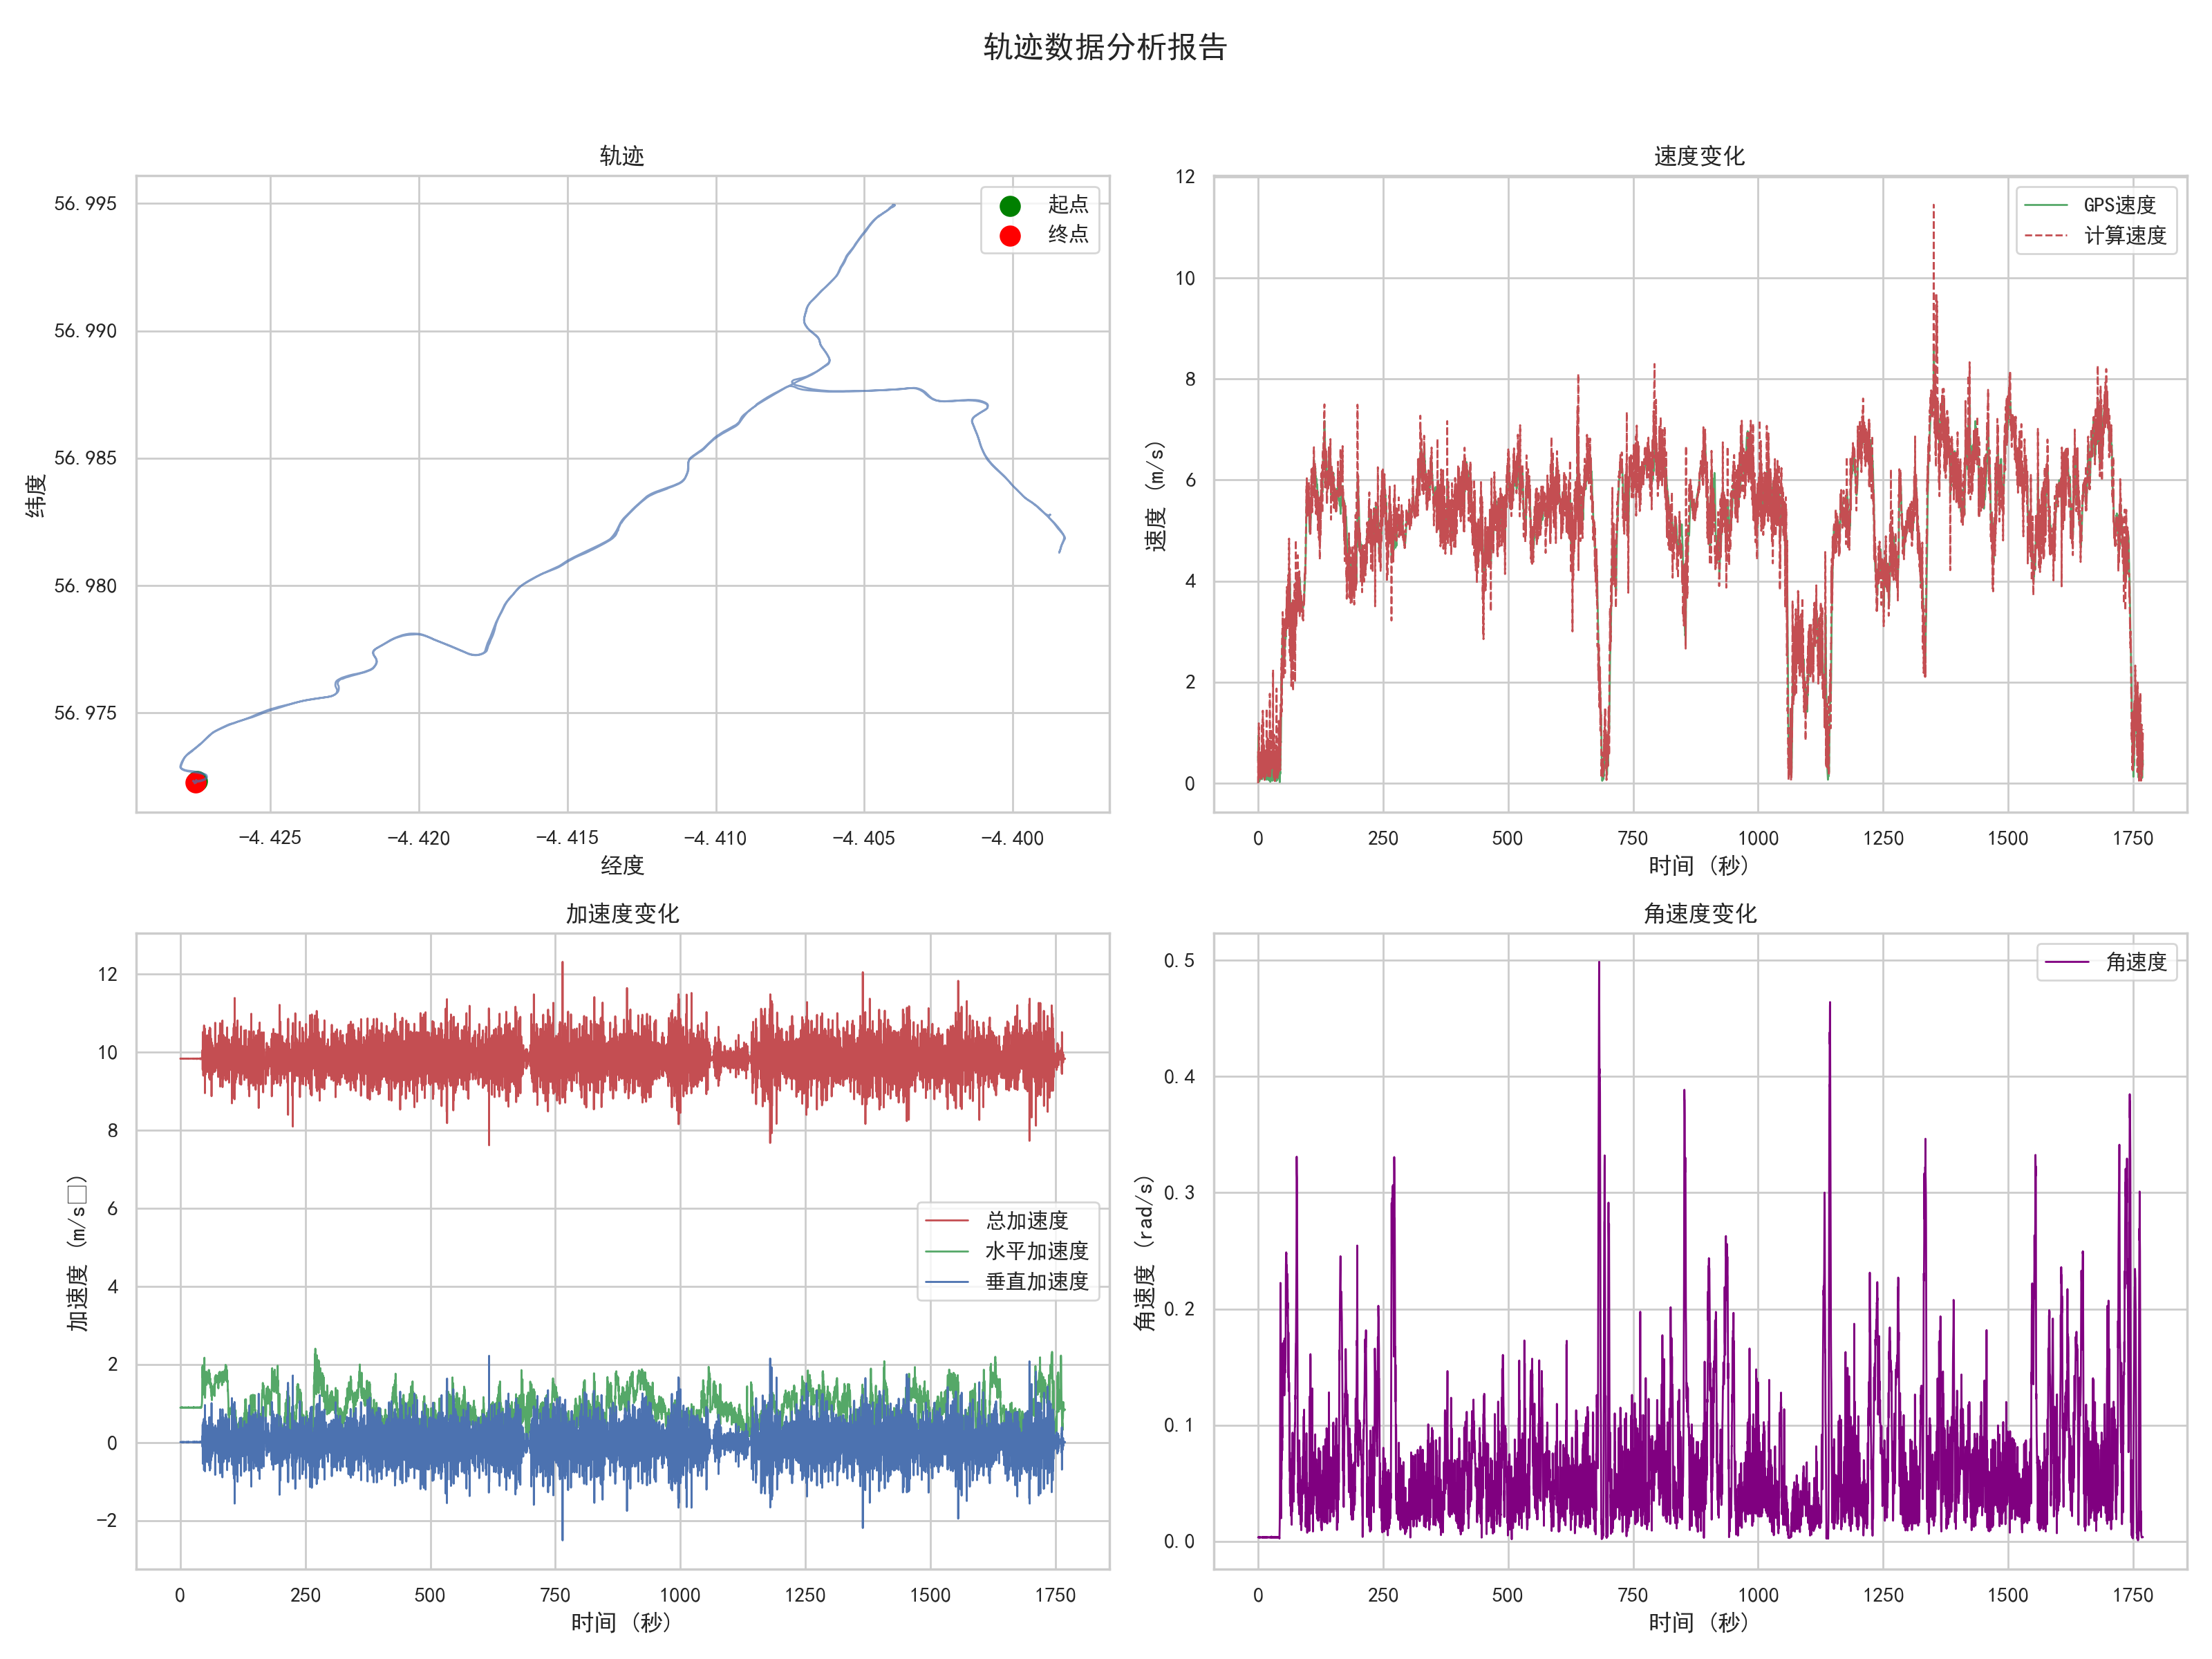 轨迹数据分析报告
轨迹
起点
终点
纬度
56.995
56.990
56.985
56.980
56.975
−4.425
−4.420
−4.415
−4.410
−4.405
−4.400
经度
速度变化
GPS速度
计算速度
速度 (m/s)
12
10
8
6
4
2
0
0
250
500
750
1000
1250
1500
1750
时间 (秒)
加速度变化
总加速度
水平加速度
垂直加速度
加速度 (m/s□)
12
10
8
6
4
2
0
−2
0
250
500
750
1000
1250
1500
1750
时间 (秒)
角速度变化
角速度
角速度 (rad/s)
0.5
0.4
0.3
0.2
0.1
0.0
0
250
500
750
1000
1250
1500
1750
时间 (秒)